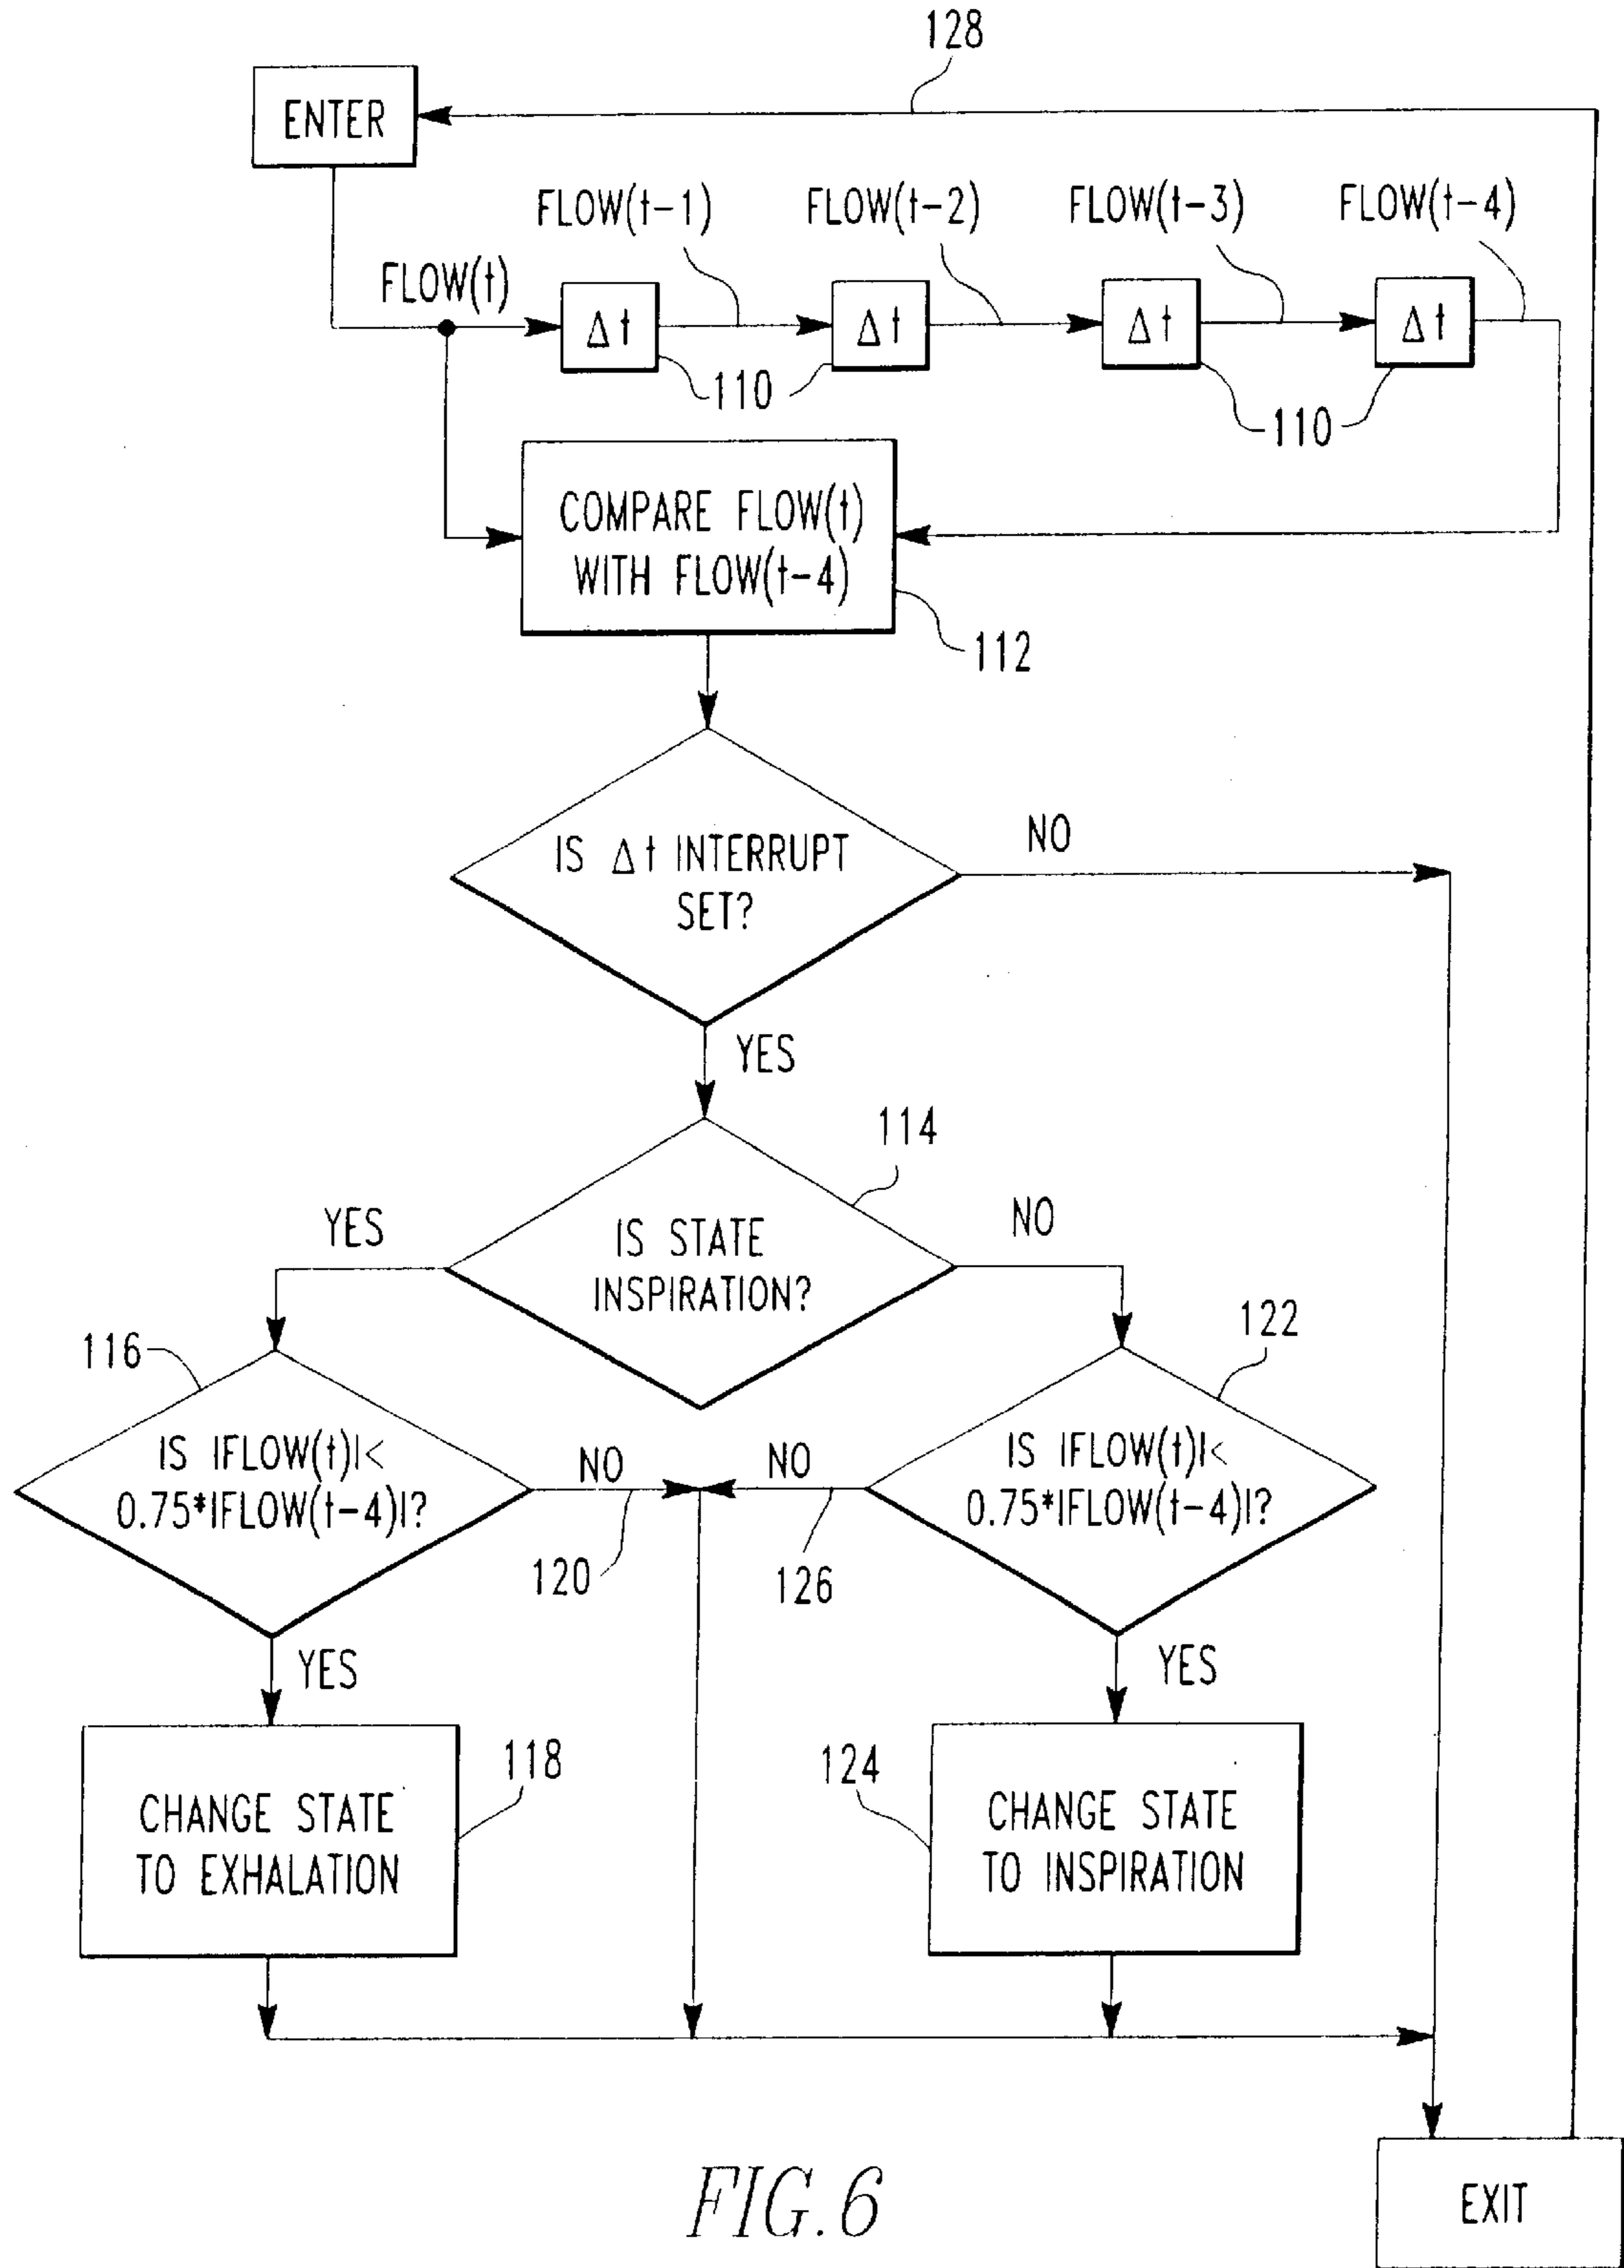 128
ENTER
FLOW(t-1)
FLOW(t-2)
FLOW(t-3)
FLOW(t-4)
FLOW(t)
Δt
Δt
Δt
Δt
110
110
COMPARE FLOW(t)
WITH FLOW(t-4)
112
IS Δt INTERRUPT
SET?
NO
YES
114
IS STATE
INSPIRATION?
YES
NO
116
122
IS |FLOW(t)|<
0.75*|FLOW(t-4)|?
NO
NO
IS |FLOW(t)|<
0.75*|FLOW(t-4)|?
120
126
YES
YES
118
124
CHANGE STATE
TO EXHALATION
CHANGE STATE
TO INSPIRATION
EXIT
FIG.6